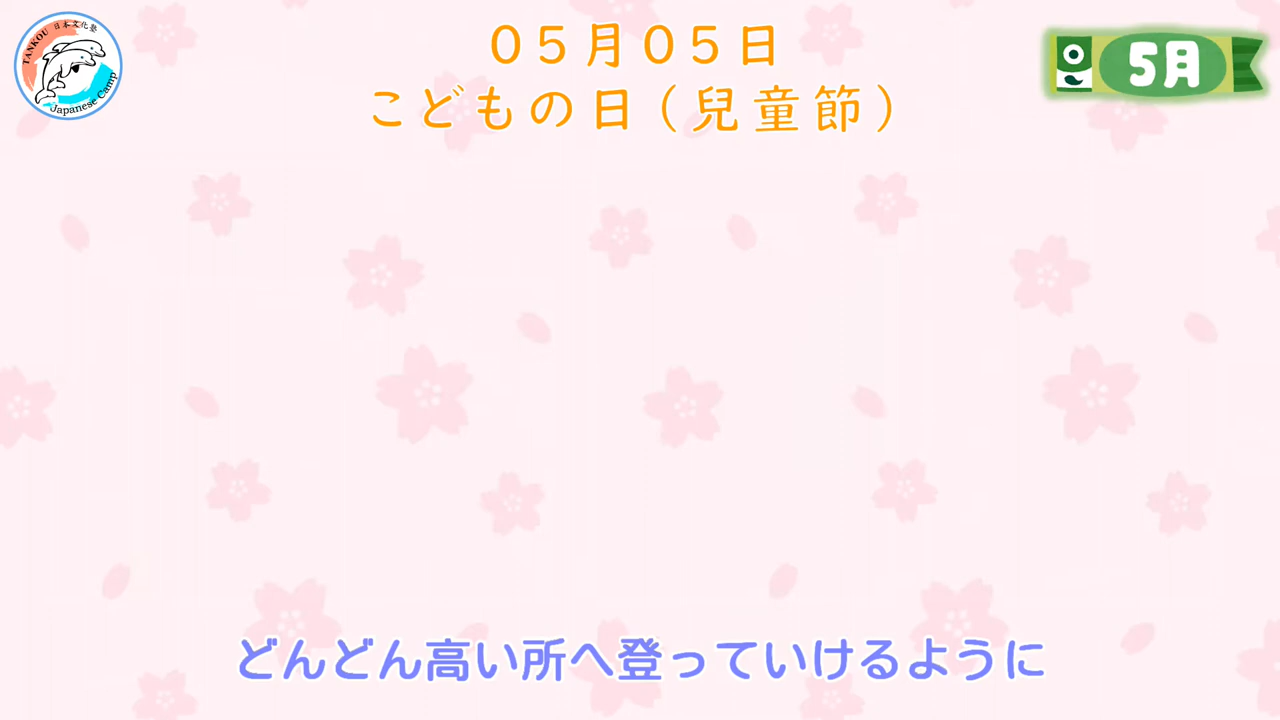 TANKOU 日本文化塾
Japanese Camp
05月05日
こどもの日(兒童節)
5月
どんどん高い所へ登っていけるように